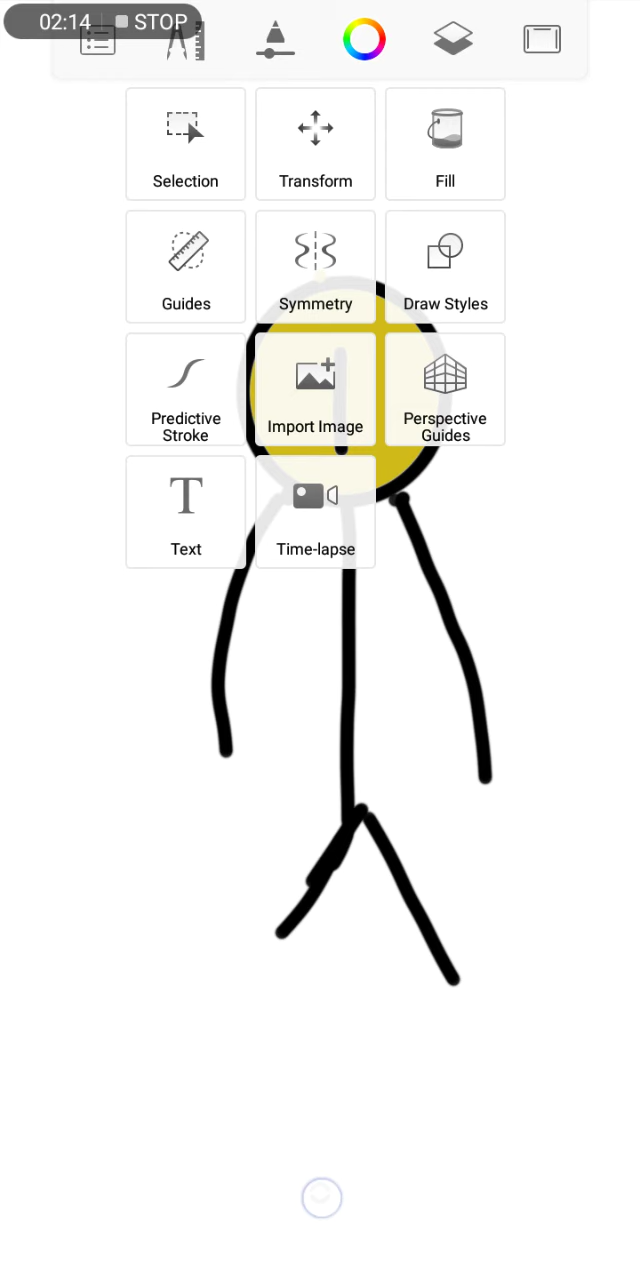 02:14 STOP
Selection
Transform
Fill
Guides
Symmetry
Draw Styles
Predictive
Stroke
Import Image
Perspective
Guides
Text
Time-lapse